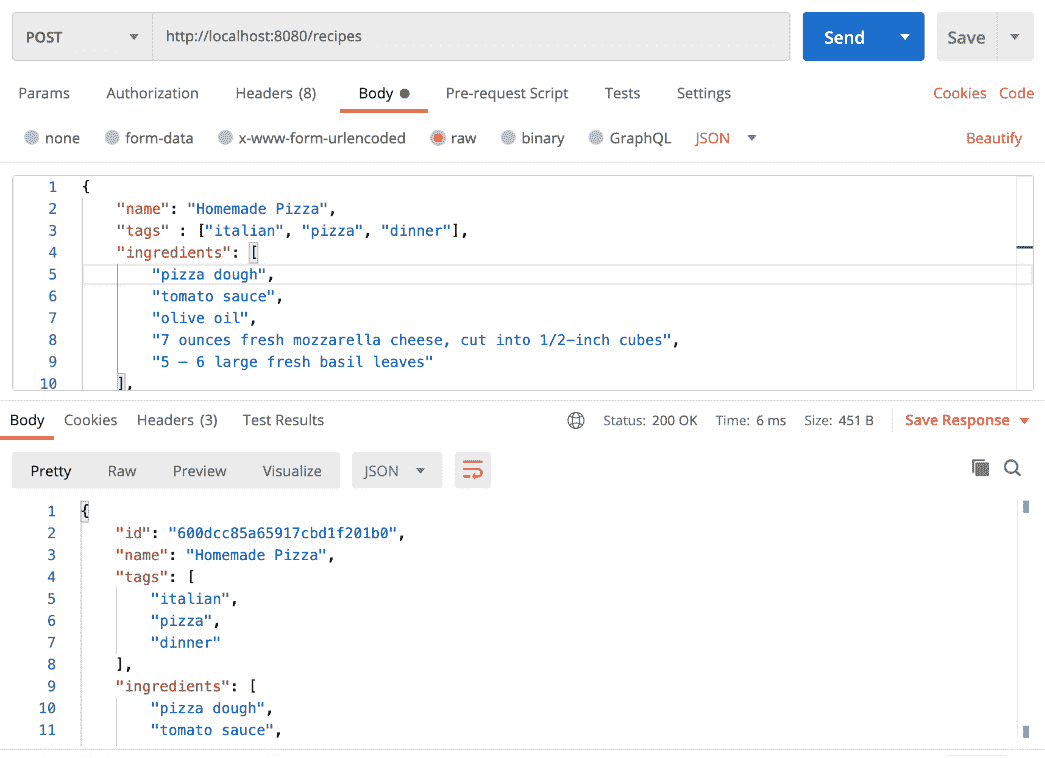 POST http://localhost:8080/recipes Send Save
Params Authorization Headers (8) Body Pre-request Script Tests Settings Cookies Code
none form-data x-www-form-urlencoded raw binary GraphQL JSON Beautify
1 {
2 "name": "Homemade Pizza",
3 "tags" : ["italian", "pizza", "dinner"],
4 "ingredients": [
5 "pizza dough",
6 "tomato sauce",
7 "olive oil",
8 "7 ounces fresh mozzarella cheese, cut into 1/2-inch cubes",
9 "5 – 6 large fresh basil leaves"
10 ],
Body Cookies Headers (3) Test Results Status: 200 OK Time: 6 ms Size: 451 B Save Response
Pretty Raw Preview Visualize JSON
1 {
2 "id": "600dcc85a65917cbd1f201b0",
3 "name": "Homemade Pizza",
4 "tags": [
5 "italian",
6 "pizza",
7 "dinner"
8 ],
9 "ingredients": [
10 "pizza dough",
11 "tomato sauce",